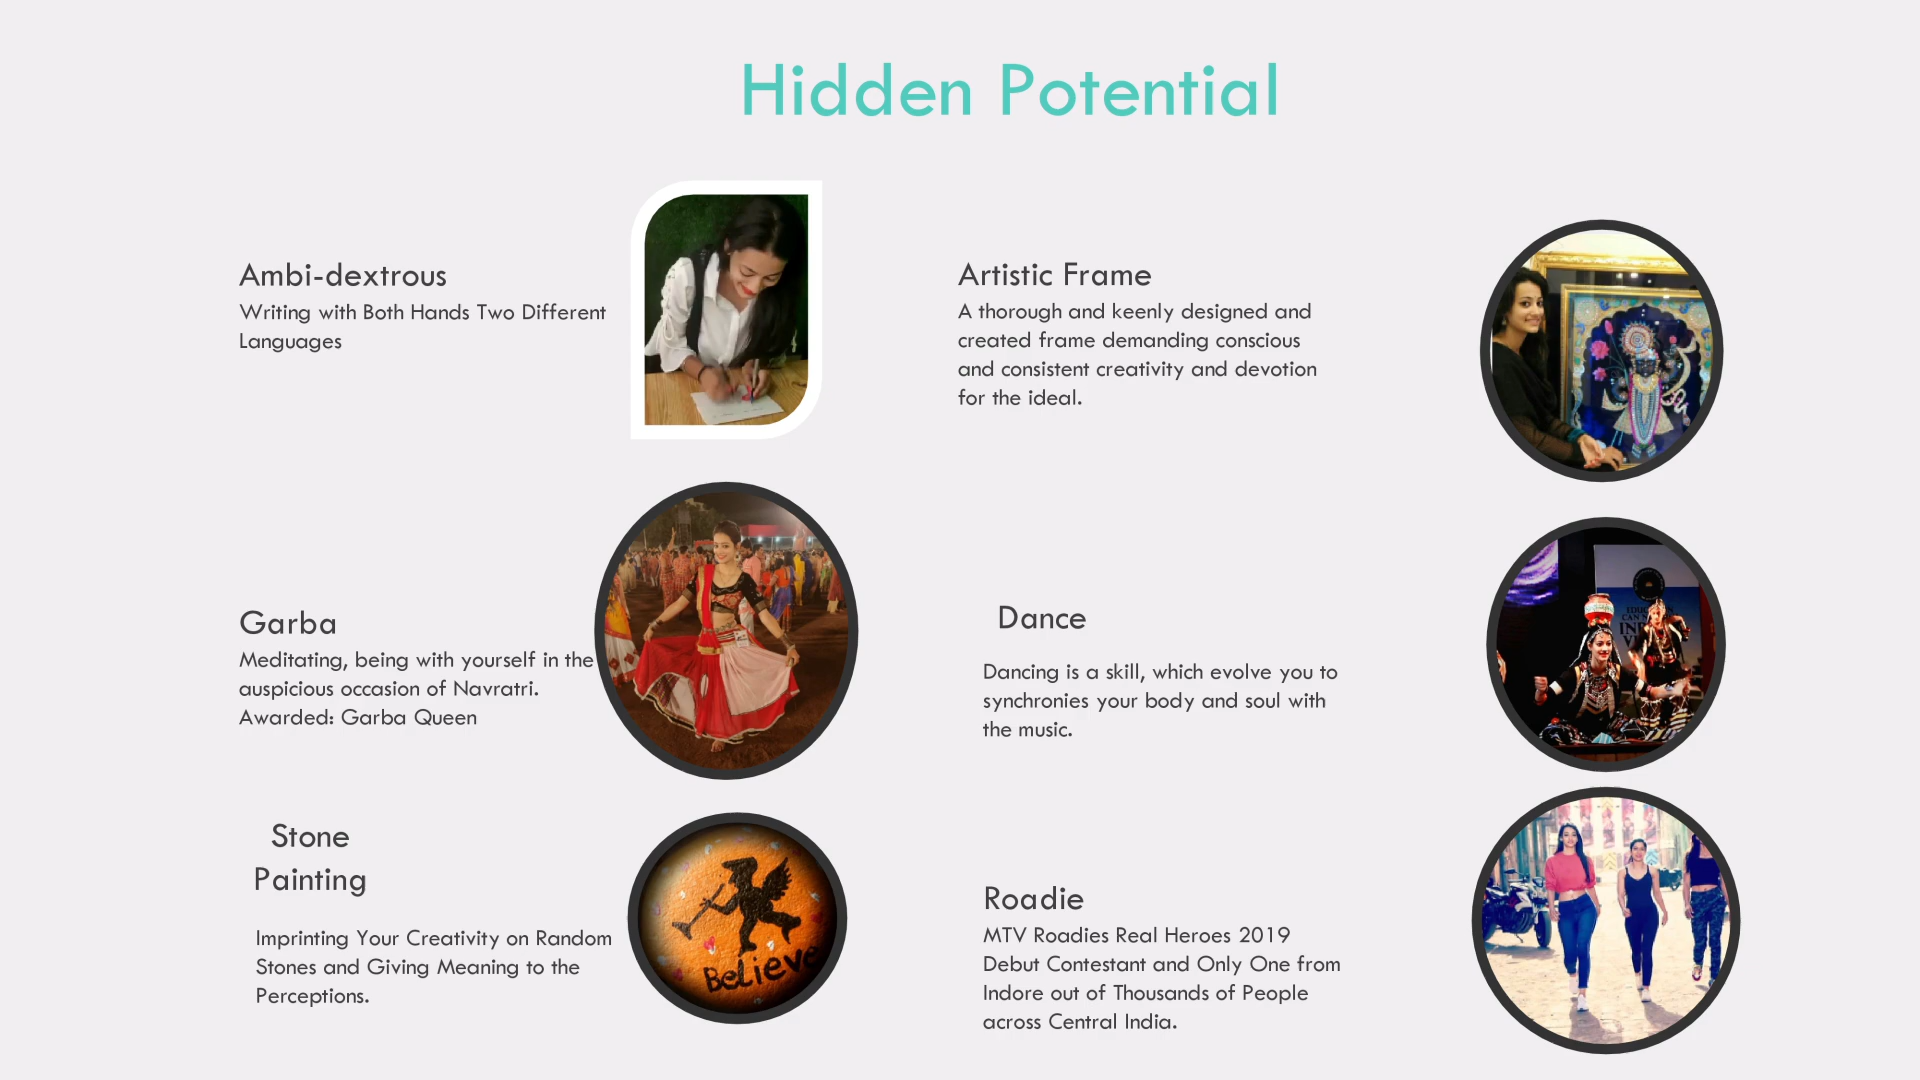 Hidden Potential
Ambi-dextrous
Writing with Both Hands Two Different
Languages
Artistic Frame
A thorough and keenly designed and
created frame demanding conscious
and consistent creativity and devotion
for the ideal.
Garba
Meditating, being with yourself in the
auspicious occasion of Navratri.
Awarded: Garba Queen
Dance
Dancing is a skill, which evolve you to
synchronies your body and soul with
the music.
Stone
Painting
Imprinting Your Creativity on Random
Stones and Giving Meaning to the
Perceptions.
Believe
Roadie
MTV Roadies Real Heroes 2019
Debut Contestant and Only One from
Indore out of Thousands of People
across Central India.